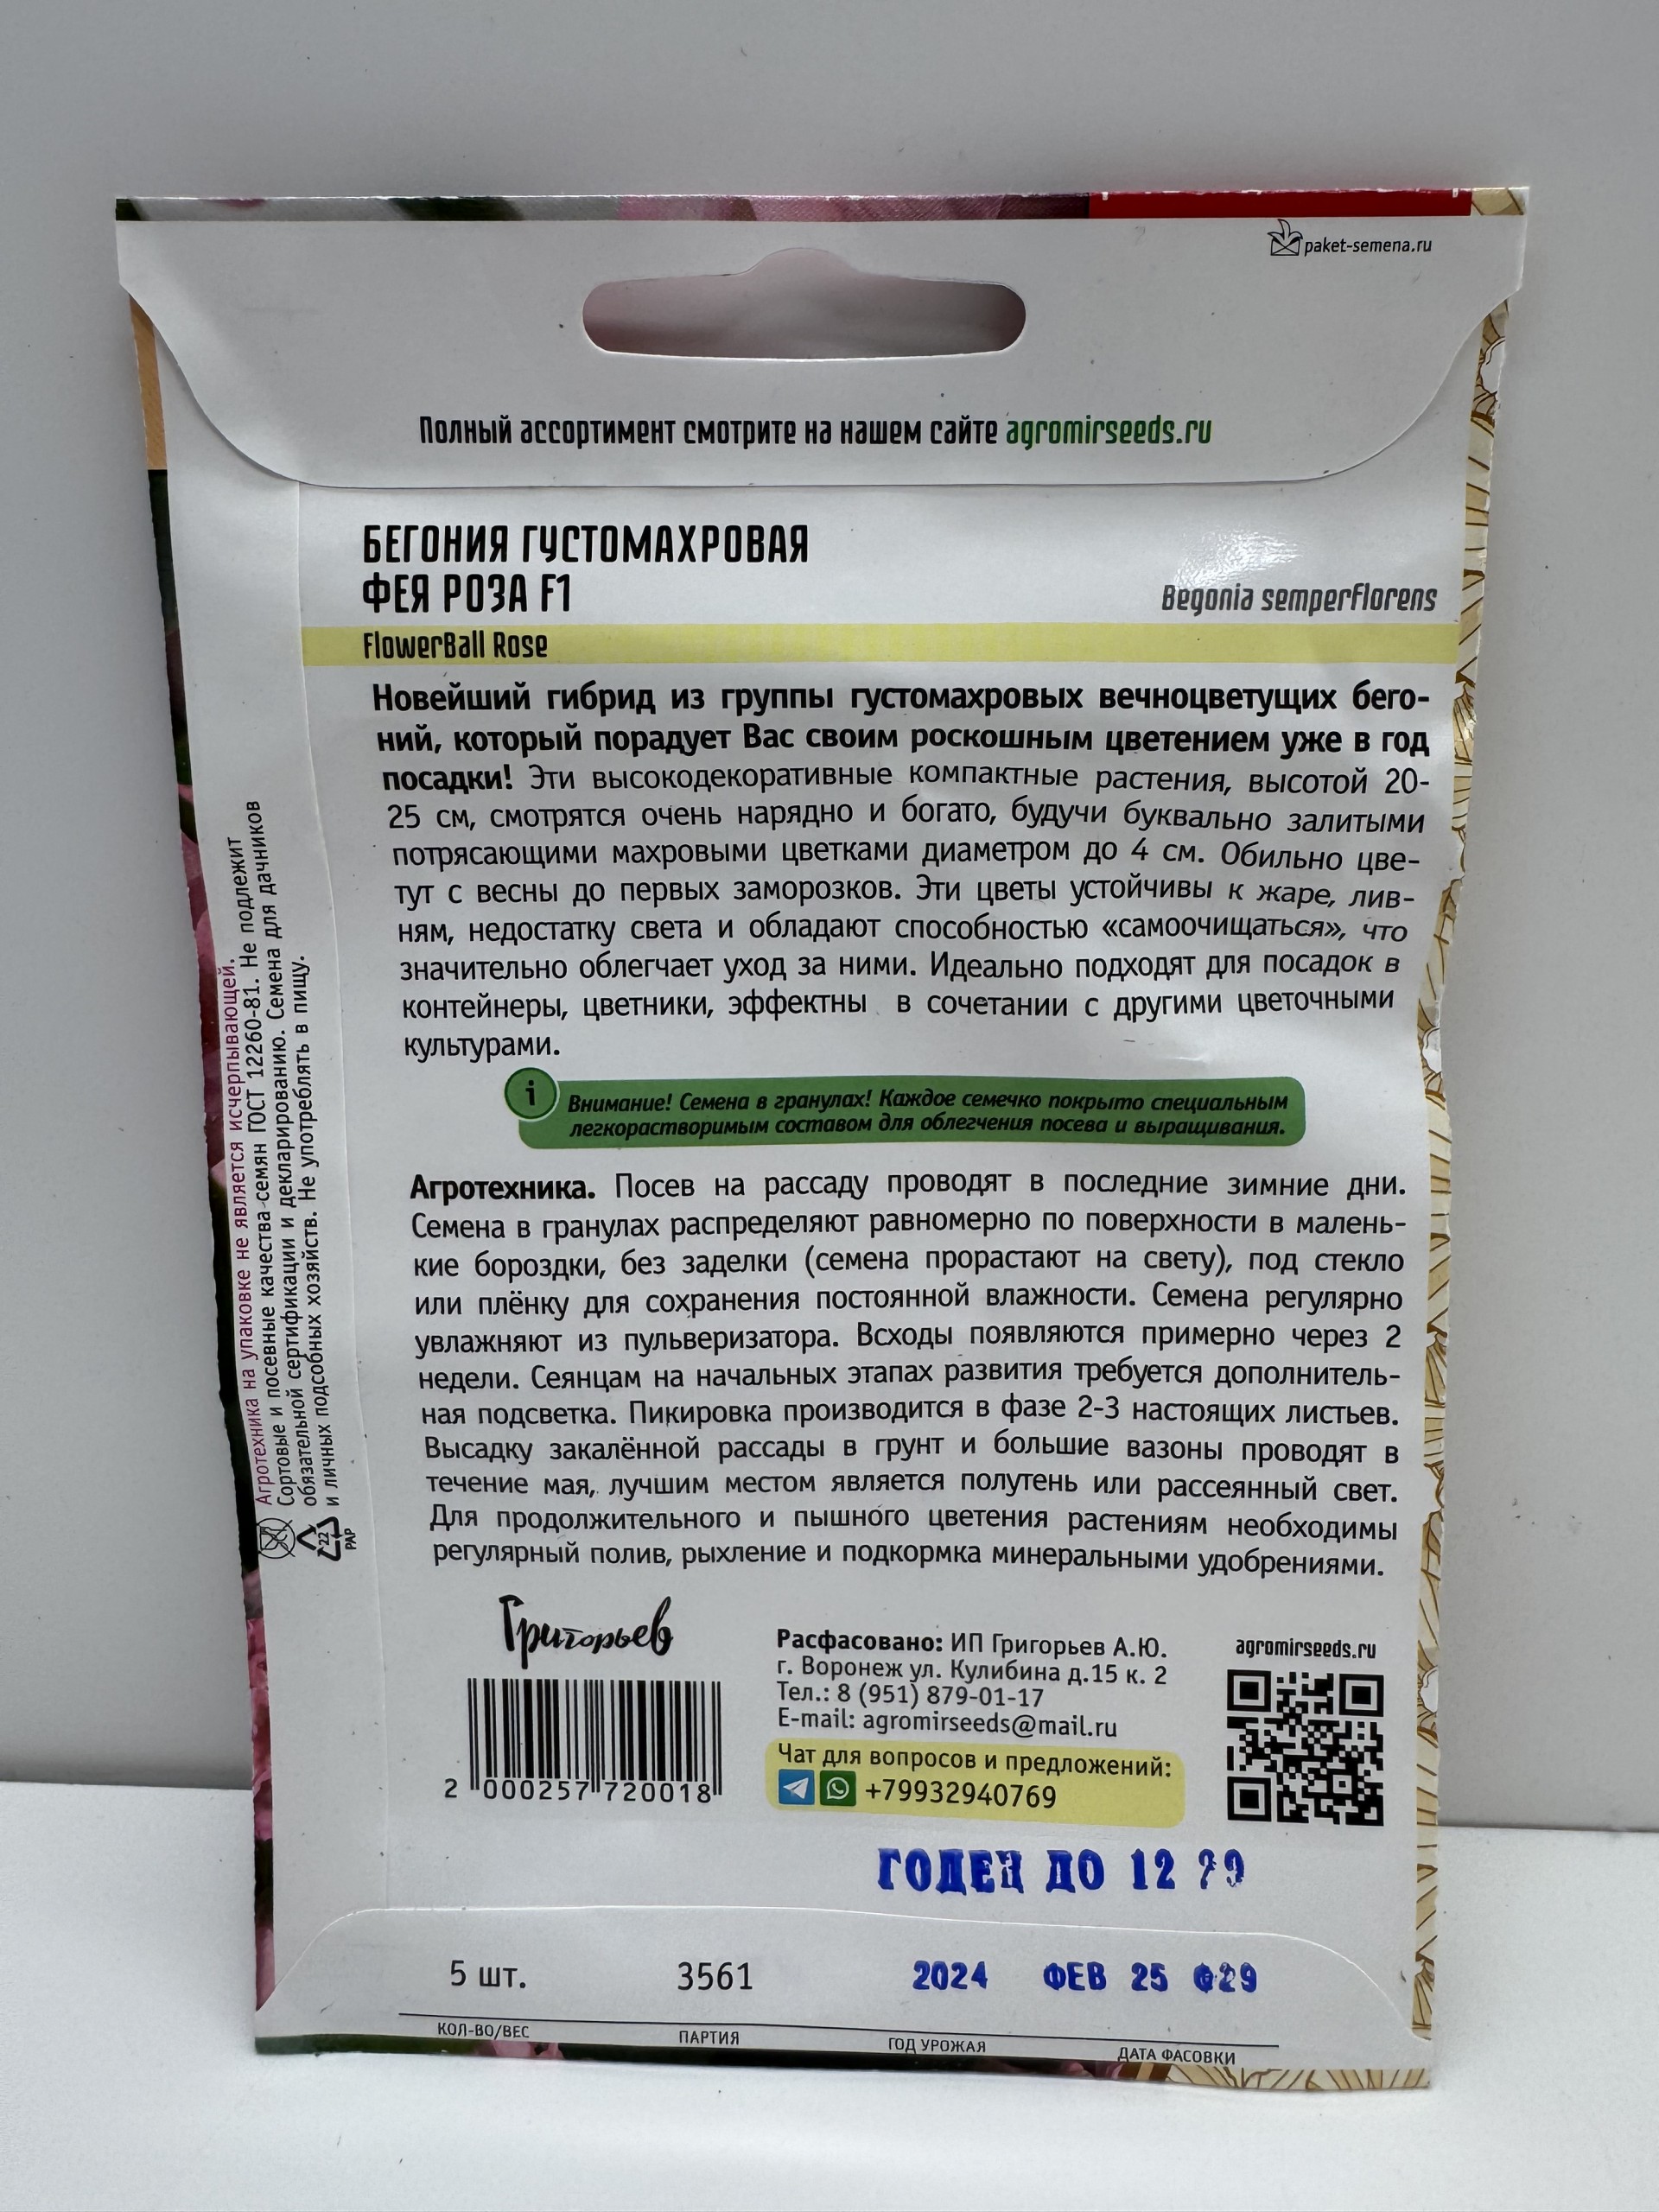 paket-semena.ru
Полный ассортимент смотрите на нашем сайте agromirseeds.ru
БЕГОНИЯ ГУСТОМАХРОВАЯ
ФЕЯ РОЗА F1
Begonia semperflorens
FlowerBall Rose
Новейший гибрид из группы густомахровых вечноцветущих бего-
ний, который порадует Вас своим роскошным цветением уже в год
посадки! Эти высокодекоративные компактные растения, высотой 20-
25 см, смотрятся очень нарядно и богато, будучи буквально залитыми
потрясающими махровыми цветками диаметром до 4 см. Обильно цве-
тут с весны до первых заморозков. Эти цветы устойчивы к жаре, лив-
ням, недостатку света и обладают способностью «самоочищаться», что
значительно облегчает уход за ними. Идеально подходят для посадок в
контейнеры, цветники, эффектны в сочетании с другими цветочными
культурами.
i
Внимание! Семена в гранулах! Каждое семечко покрыто специальным
легкорастворимым составом для облегчения посева и выращивания.
Агротехника. Посев на рассаду проводят в последние зимние дни.
Семена в гранулах распределяют равномерно по поверхности в малень-
кие бороздки, без заделки (семена прорастают на свету), под стекло
или плёнку для сохранения постоянной влажности. Семена регулярно
увлажняют из пульверизатора. Всходы появляются примерно через 2
недели. Сеянцам на начальных этапах развития требуется дополнитель-
ная подсветка. Пикировка производится в фазе 2-3 настоящих листьев.
Высадку закалённой рассады в грунт и большие вазоны проводят в
течение мая, лучшим местом является полутень или рассеянный свет.
Для продолжительного и пышного цветения растениям необходимы
регулярный полив, рыхление и подкормка минеральными удобрениями.
Агротехника на упаковке не является исчерпывающей.
Сортовые и посевные качества семян ГОСТ 12260-81. Не подлежит
обязательной сертификации и декларированию. Семена для дачников
и личных подсобных хозяйств. Не употреблять в пищу.
22
PAP
Григорьев
2 000257 720018
Расфасовано: ИП Григорьев А.Ю.
г. Воронеж ул. Кулибина д.15 к. 2
Тел.: 8 (951) 879-01-17
E-mail: agromirseeds@mail.ru
Чат для вопросов и предложений:
+79932940769
agromirseeds.ru
ГОДЕН ДО 12
5 шт. 3561 2024 ФЕВ 25
КОЛ-ВО/ВЕС ПАРТИЯ ГОД УРОЖАЯ ДАТА ФАСОВКИ